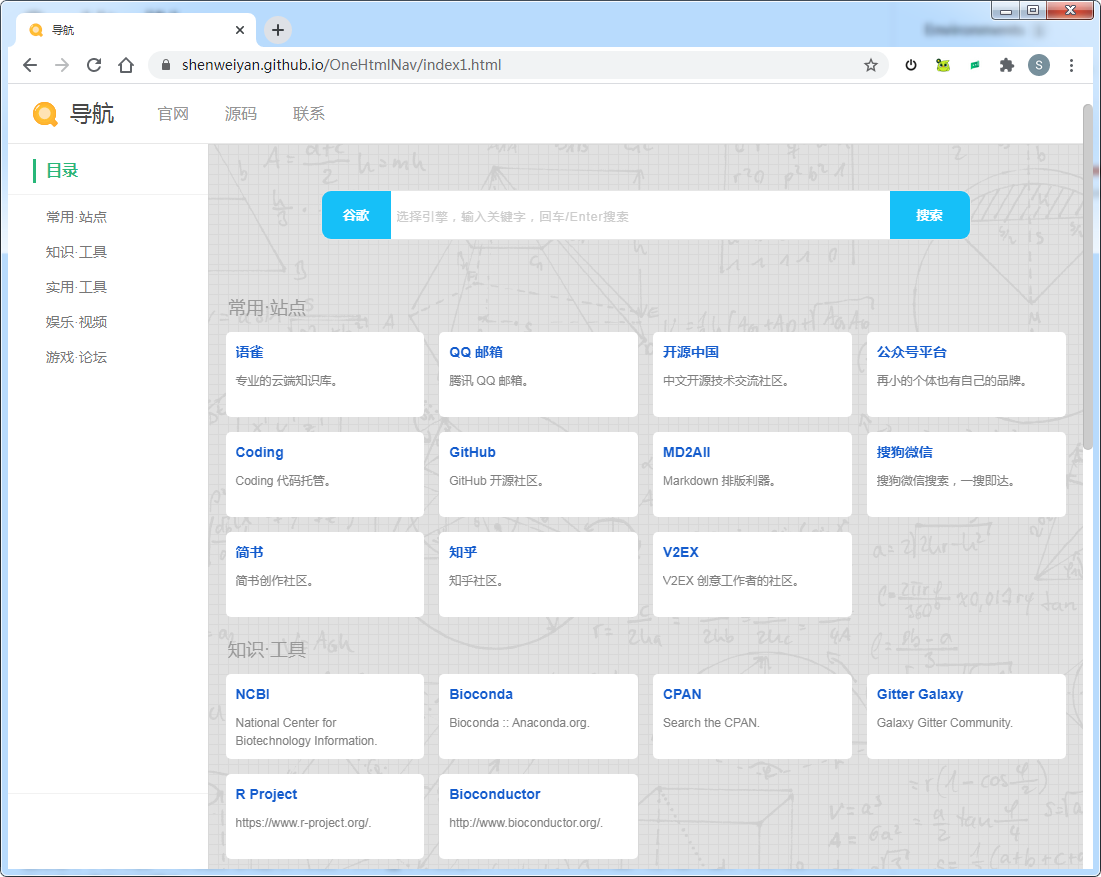 导航
shenweiyan.github.io/OneHtmlNav/index1.html
S
导航 官网 源码 联系
目录
常用·站点
知识·工具
实用·工具
娱乐·视频
游戏·论坛
谷歌 选择引擎，输入关键字，回车/Enter搜索 搜索
常用·站点
语雀
专业的云端知识库。
QQ 邮箱
腾讯 QQ 邮箱。
开源中国
中文开源技术交流社区。
公众号平台
再小的个体也有自己的品牌。
Coding
Coding 代码托管。
GitHub
GitHub 开源社区。
MD2All
Markdown 排版利器。
搜狗微信
搜狗微信搜索，一搜即达。
简书
简书创作社区。
知乎
知乎社区。
V2EX
V2EX 创意工作者的社区。
知识·工具
NCBI
National Center for
Biotechnology Information.
Bioconda
Bioconda :: Anaconda.org.
CPAN
Search the CPAN.
Gitter Galaxy
Galaxy Gitter Community.
R Project
https://www.r-project.org/.
Bioconductor
http://www.bioconductor.org/.